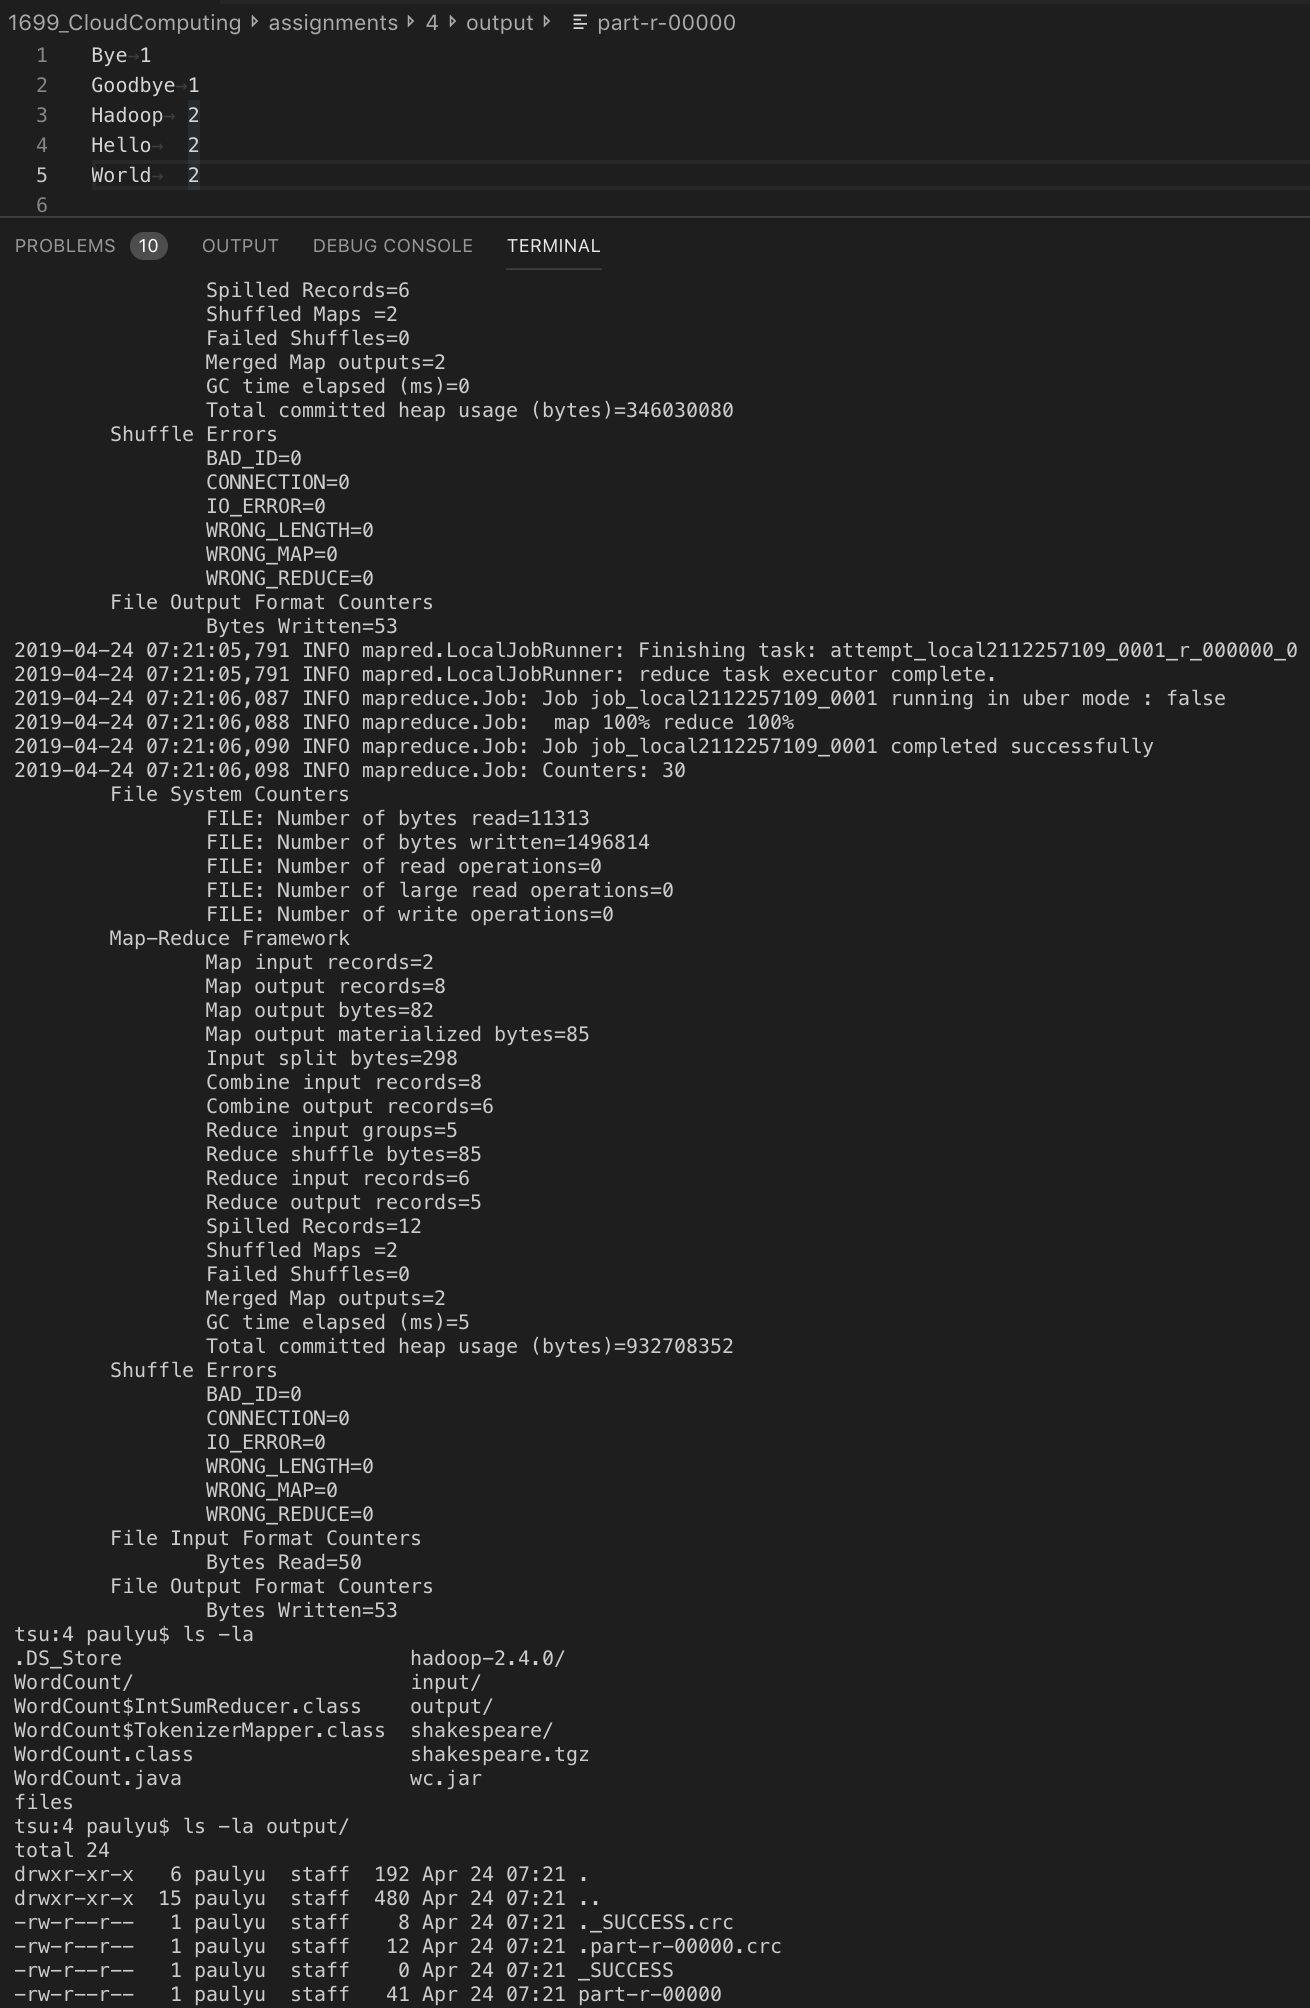 1699_CloudComputing ▸ assignments ▸ 4 ▸ output ▸ part-r-00000
1 Bye→1
2 Goodbye→1
3 Hadoop→ 2
4 Hello→ 2
5 World→ 2
6
PROBLEMS 10 OUTPUT DEBUG CONSOLE TERMINAL
Spilled Records=6
Shuffled Maps =2
Failed Shuffles=0
Merged Map outputs=2
GC time elapsed (ms)=0
Total committed heap usage (bytes)=346030080
Shuffle Errors
BAD_ID=0
CONNECTION=0
IO_ERROR=0
WRONG_LENGTH=0
WRONG_MAP=0
WRONG_REDUCE=0
File Output Format Counters
Bytes Written=53
2019-04-24 07:21:05,791 INFO mapred.LocalJobRunner: Finishing task: attempt_local2112257109_0001_r_000000_0
2019-04-24 07:21:05,791 INFO mapred.LocalJobRunner: reduce task executor complete.
2019-04-24 07:21:06,087 INFO mapreduce.Job: Job job_local2112257109_0001 running in uber mode : false
2019-04-24 07:21:06,088 INFO mapreduce.Job:  map 100% reduce 100%
2019-04-24 07:21:06,090 INFO mapreduce.Job: Job job_local2112257109_0001 completed successfully
2019-04-24 07:21:06,098 INFO mapreduce.Job: Counters: 30
File System Counters
FILE: Number of bytes read=11313
FILE: Number of bytes written=1496814
FILE: Number of read operations=0
FILE: Number of large read operations=0
FILE: Number of write operations=0
Map-Reduce Framework
Map input records=2
Map output records=8
Map output bytes=82
Map output materialized bytes=85
Input split bytes=298
Combine input records=8
Combine output records=6
Reduce input groups=5
Reduce shuffle bytes=85
Reduce input records=6
Reduce output records=5
Spilled Records=12
Shuffled Maps =2
Failed Shuffles=0
Merged Map outputs=2
GC time elapsed (ms)=5
Total committed heap usage (bytes)=932708352
Shuffle Errors
BAD_ID=0
CONNECTION=0
IO_ERROR=0
WRONG_LENGTH=0
WRONG_MAP=0
WRONG_REDUCE=0
File Input Format Counters
Bytes Read=50
File Output Format Counters
Bytes Written=53
tsu:4 paulyu$ ls -la
.DS_Store hadoop-2.4.0/
WordCount/ input/
WordCount$IntSumReducer.class output/
WordCount$TokenizerMapper.class shakespeare/
WordCount.class shakespeare.tgz
WordCount.java wc.jar
files
tsu:4 paulyu$ ls -la output/
total 24
drwxr-xr-x   6 paulyu  staff  192 Apr 24 07:21 .
drwxr-xr-x  15 paulyu  staff  480 Apr 24 07:21 ..
-rw-r--r--   1 paulyu  staff    8 Apr 24 07:21 ._SUCCESS.crc
-rw-r--r--   1 paulyu  staff   12 Apr 24 07:21 .part-r-00000.crc
-rw-r--r--   1 paulyu  staff    0 Apr 24 07:21 _SUCCESS
-rw-r--r--   1 paulyu  staff   41 Apr 24 07:21 part-r-00000